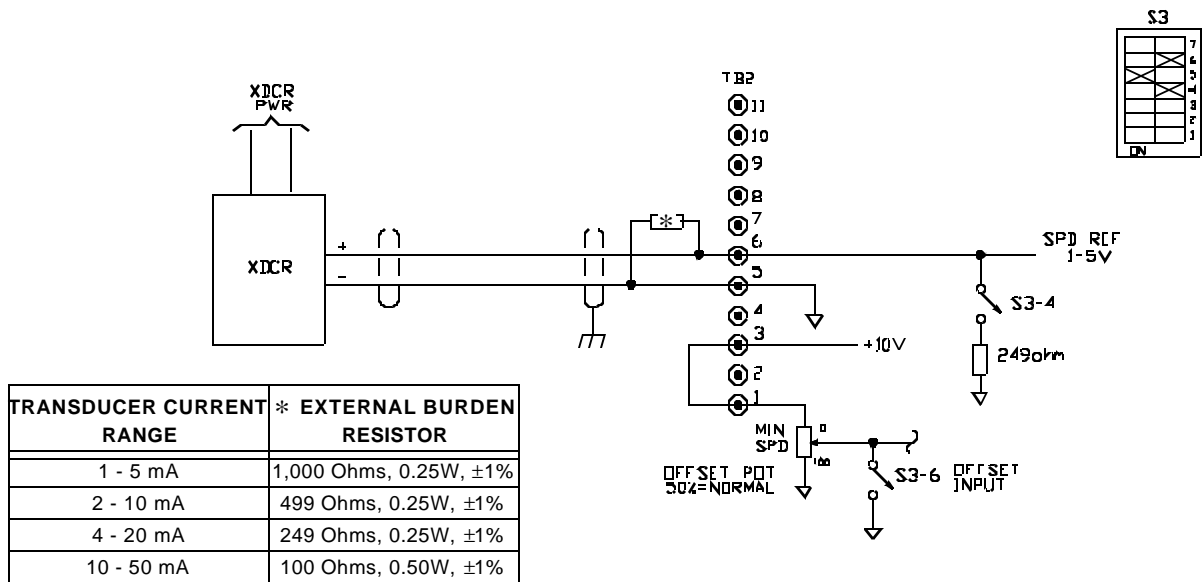 S3
7
6
5
4
3
2
1
ON
XDCR
PWR
TB2
11
10
9
8
7
6
5
4
3
2
1
XDCR
+
-
*
SPD REF
1-5V
S3-4
249ohm
+10V
MIN
SPD
0
100
OFFSET POT
50%=NORMAL
S3-6 OFFSET
INPUT
TRANSDUCER CURRENT RANGE
* EXTERNAL BURDEN RESISTOR
1 - 5 mA 1,000 Ohms, 0.25W, ±1%
2 - 10 mA 499 Ohms, 0.25W, ±1%
4 - 20 mA 249 Ohms, 0.25W, ±1%
10 - 50 mA 100 Ohms, 0.50W, ±1%